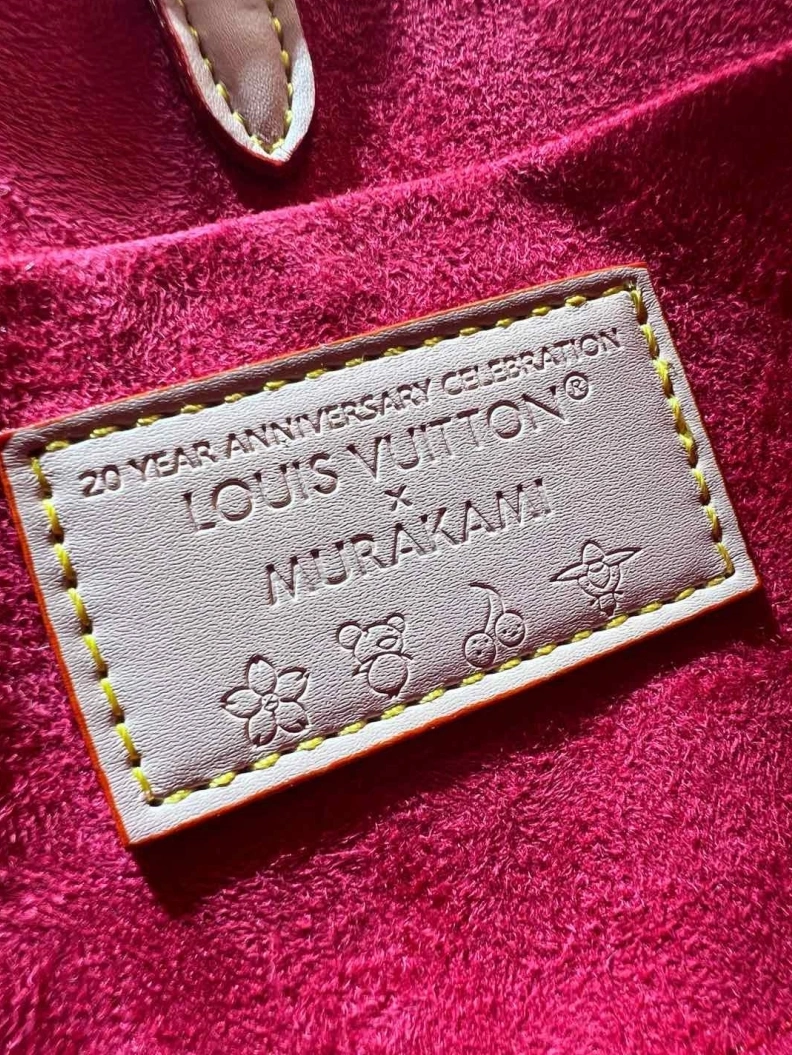 20 YEAR ANNIVERSARY CELEBRATION
LOUIS VUITTON®
x
MURAKAMI